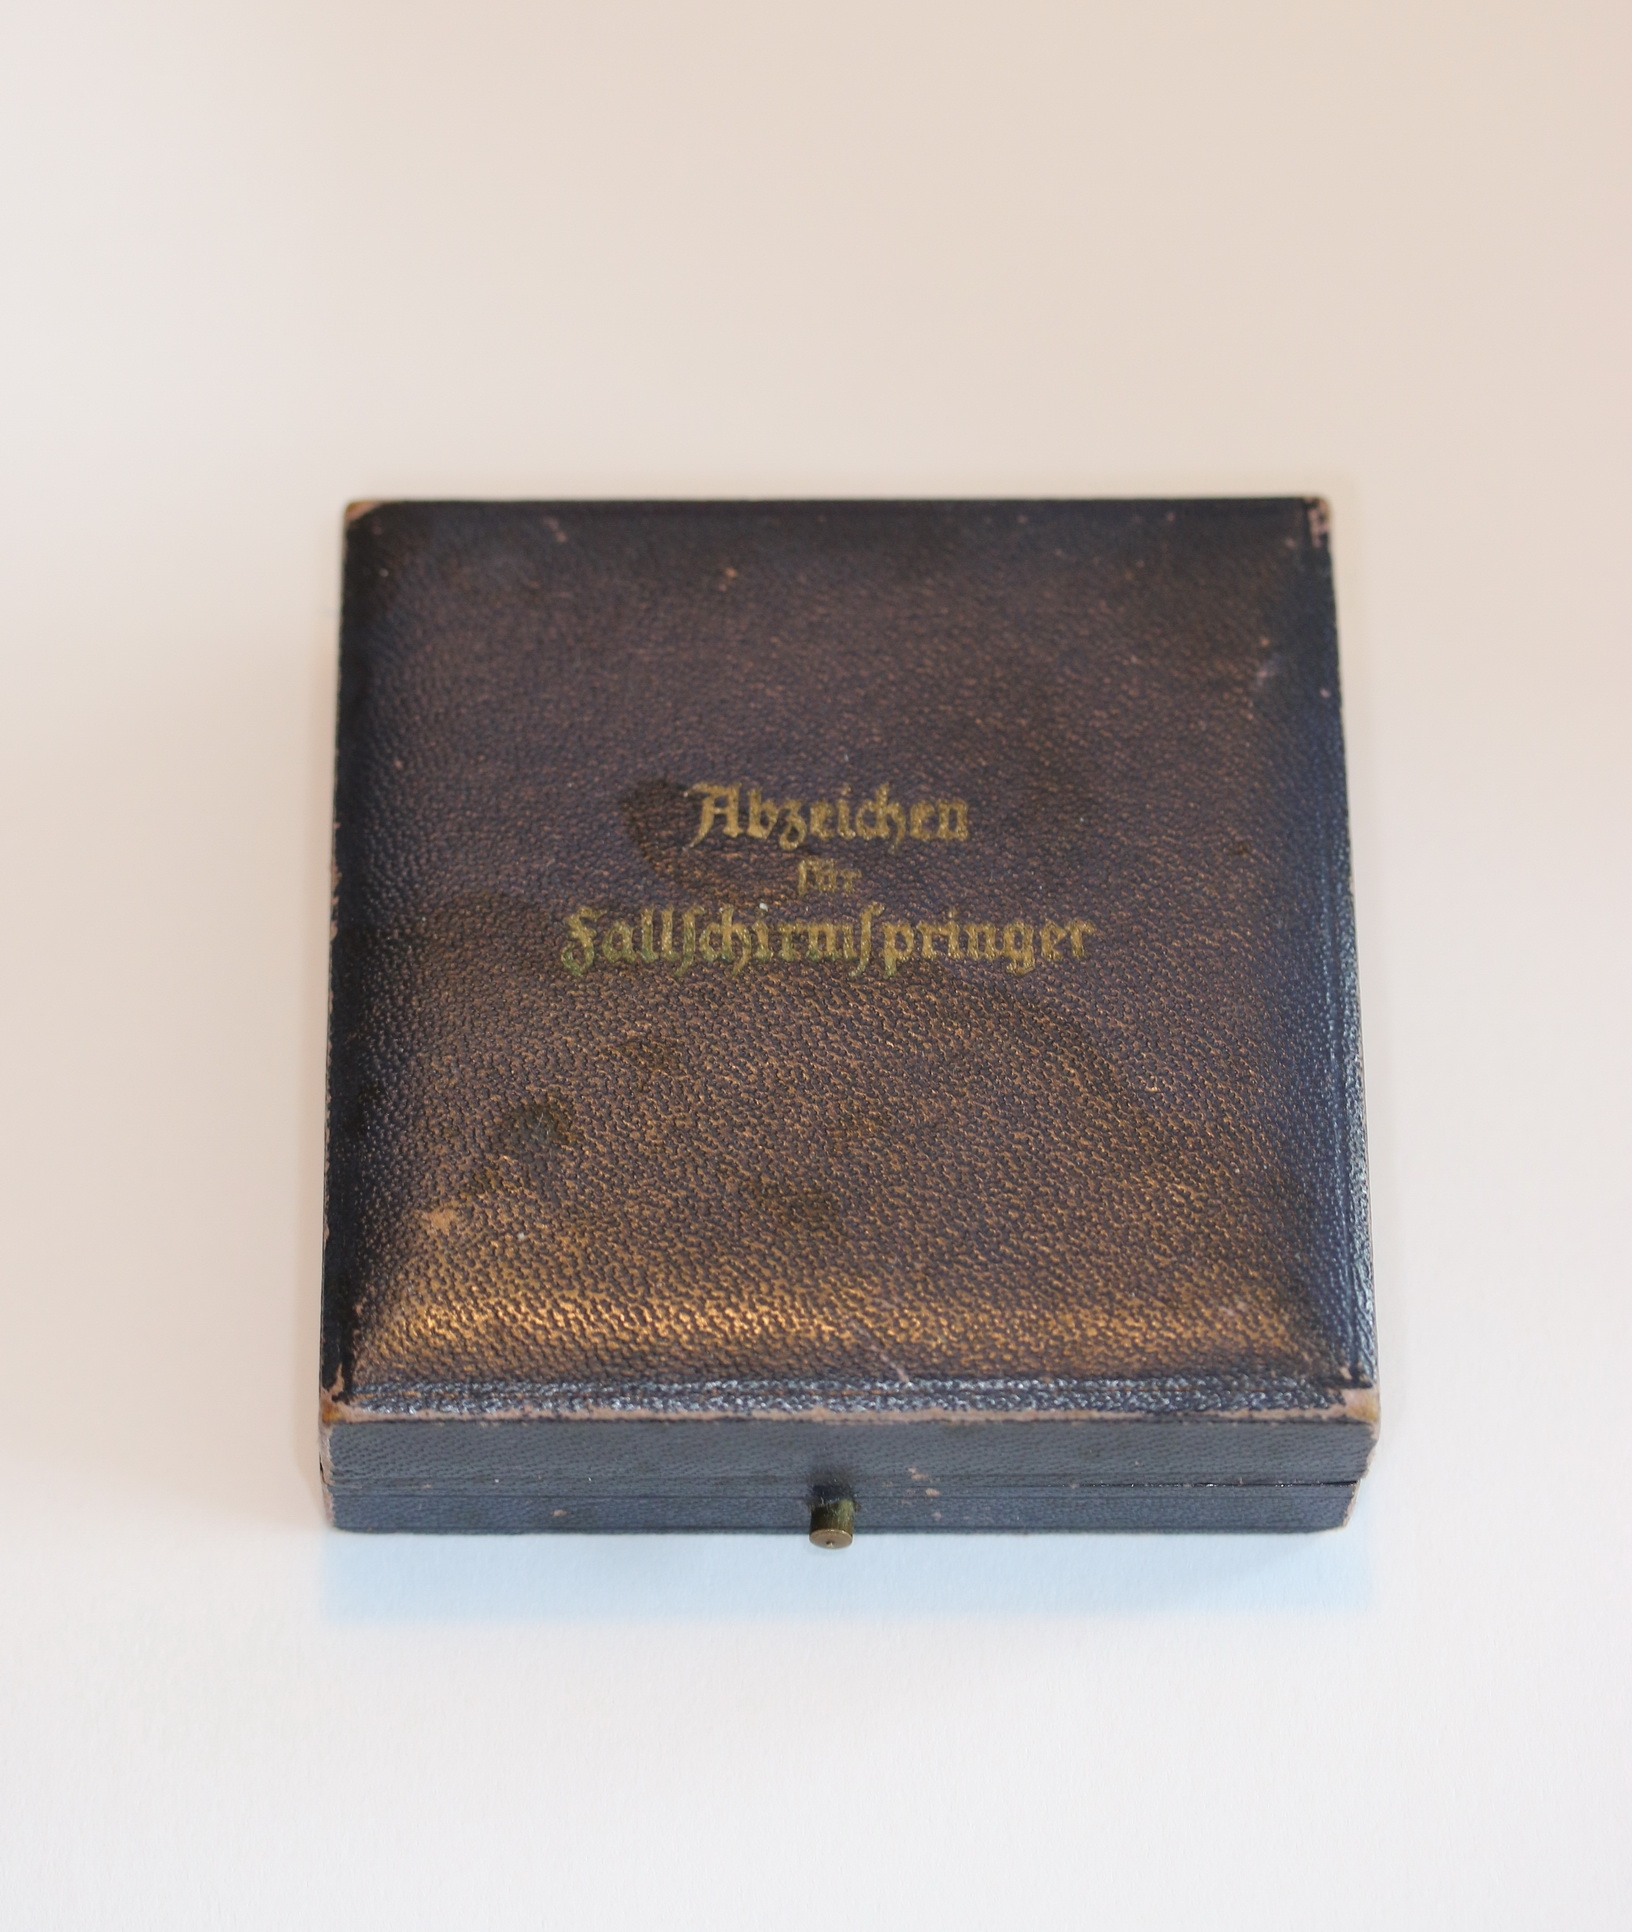 Abzeichen
für
Fallſchirmſpringer